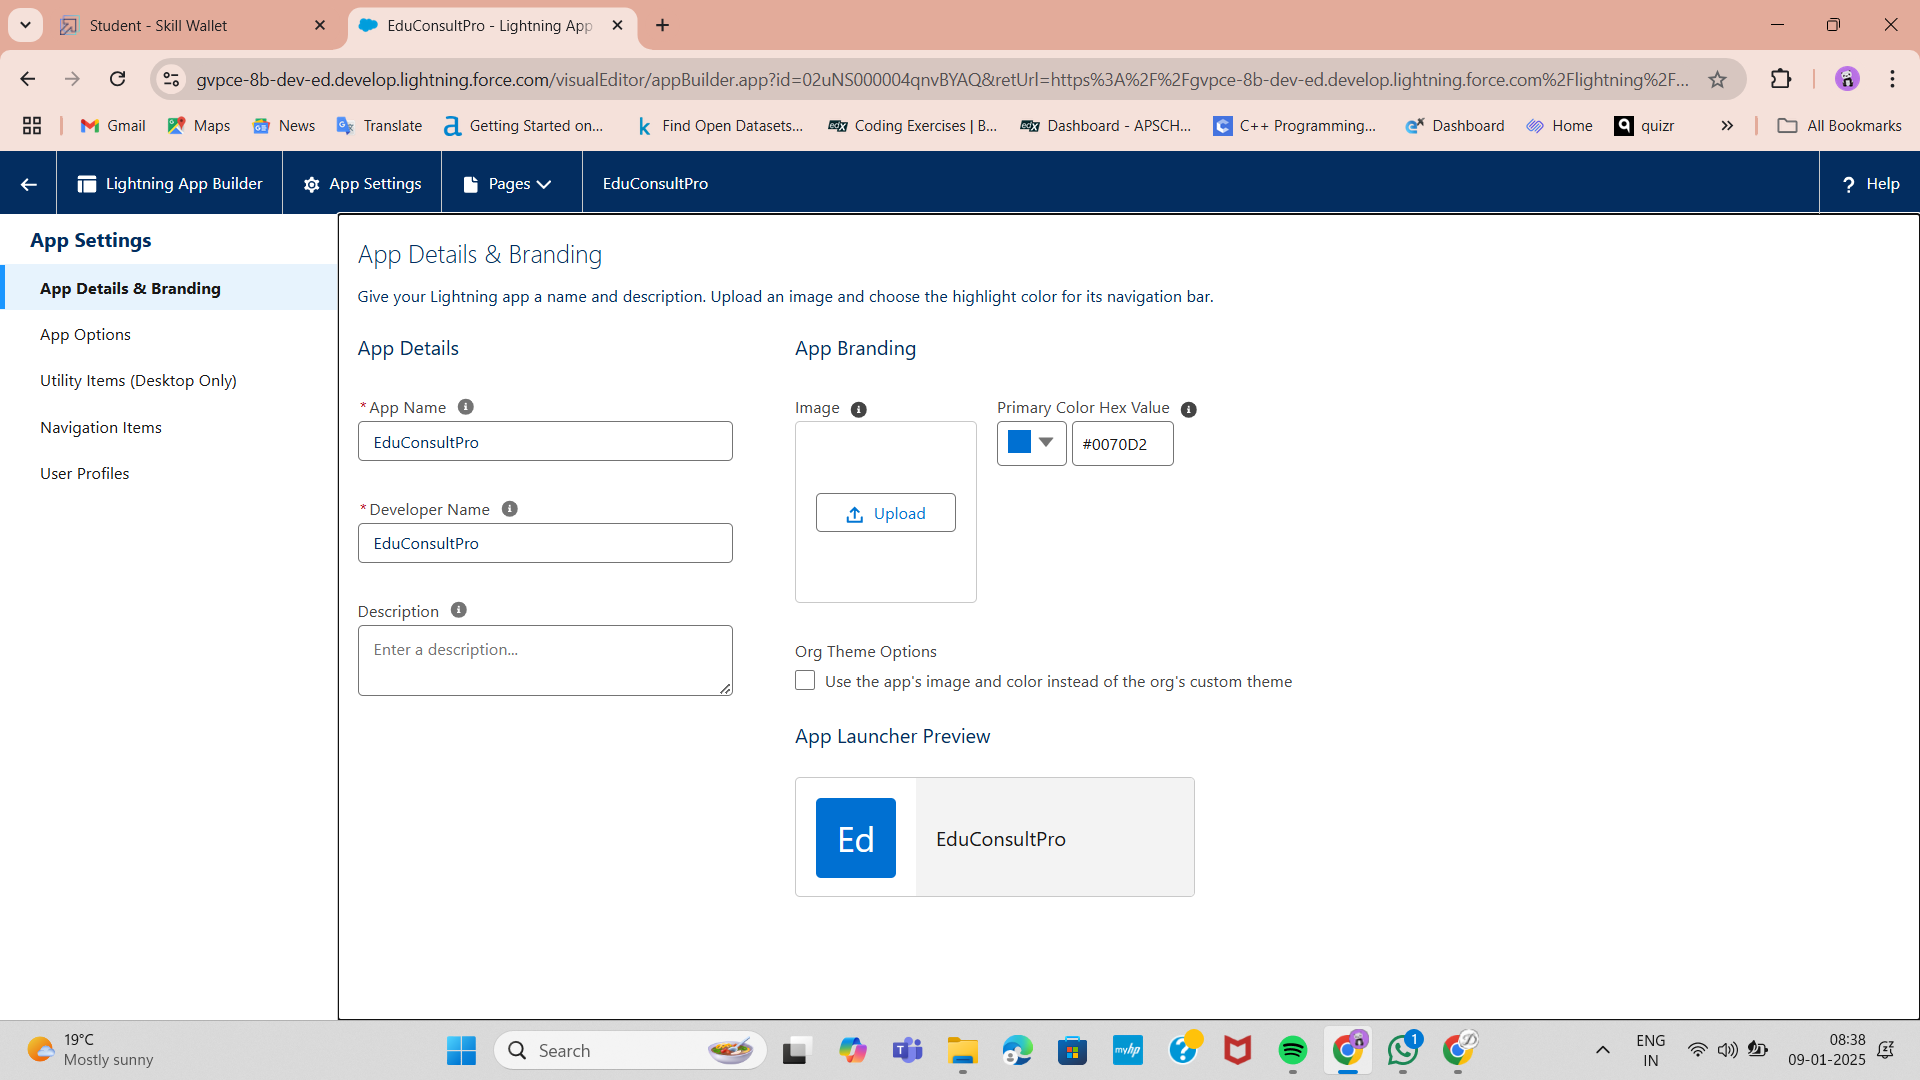 Student - Skill Wallet
EduConsultPro - Lightning App
gvpce-8b-dev-ed.develop.lightning.force.com/visualEditor/appBuilder.app?id=02uNS000004qnvBYAQ&retUrl=https%3A%2F%2Fgvpce-8b-dev-ed.develop.lightning.force.com%2Flightning%2F...
Gmail Maps News Translate Getting Started on... Find Open Datasets... Coding Exercises | B... Dashboard - APSCH... C++ Programming... Dashboard Home quizr » All Bookmarks
Lightning App Builder App Settings Pages EduConsultPro ? Help
App Settings
App Details & Branding
App Options
Utility Items (Desktop Only)
Navigation Items
User Profiles
App Details & Branding
Give your Lightning app a name and description. Upload an image and choose the highlight color for its navigation bar.
App Details
*App Name
EduConsultPro
*Developer Name
EduConsultPro
Description
Enter a description...
App Branding
Image
Upload
Primary Color Hex Value
#0070D2
Org Theme Options
Use the app's image and color instead of the org's custom theme
App Launcher Preview
Ed
EduConsultPro
19°C
Mostly sunny
Search
myhp
1
ENG
IN
08:38
09-01-2025